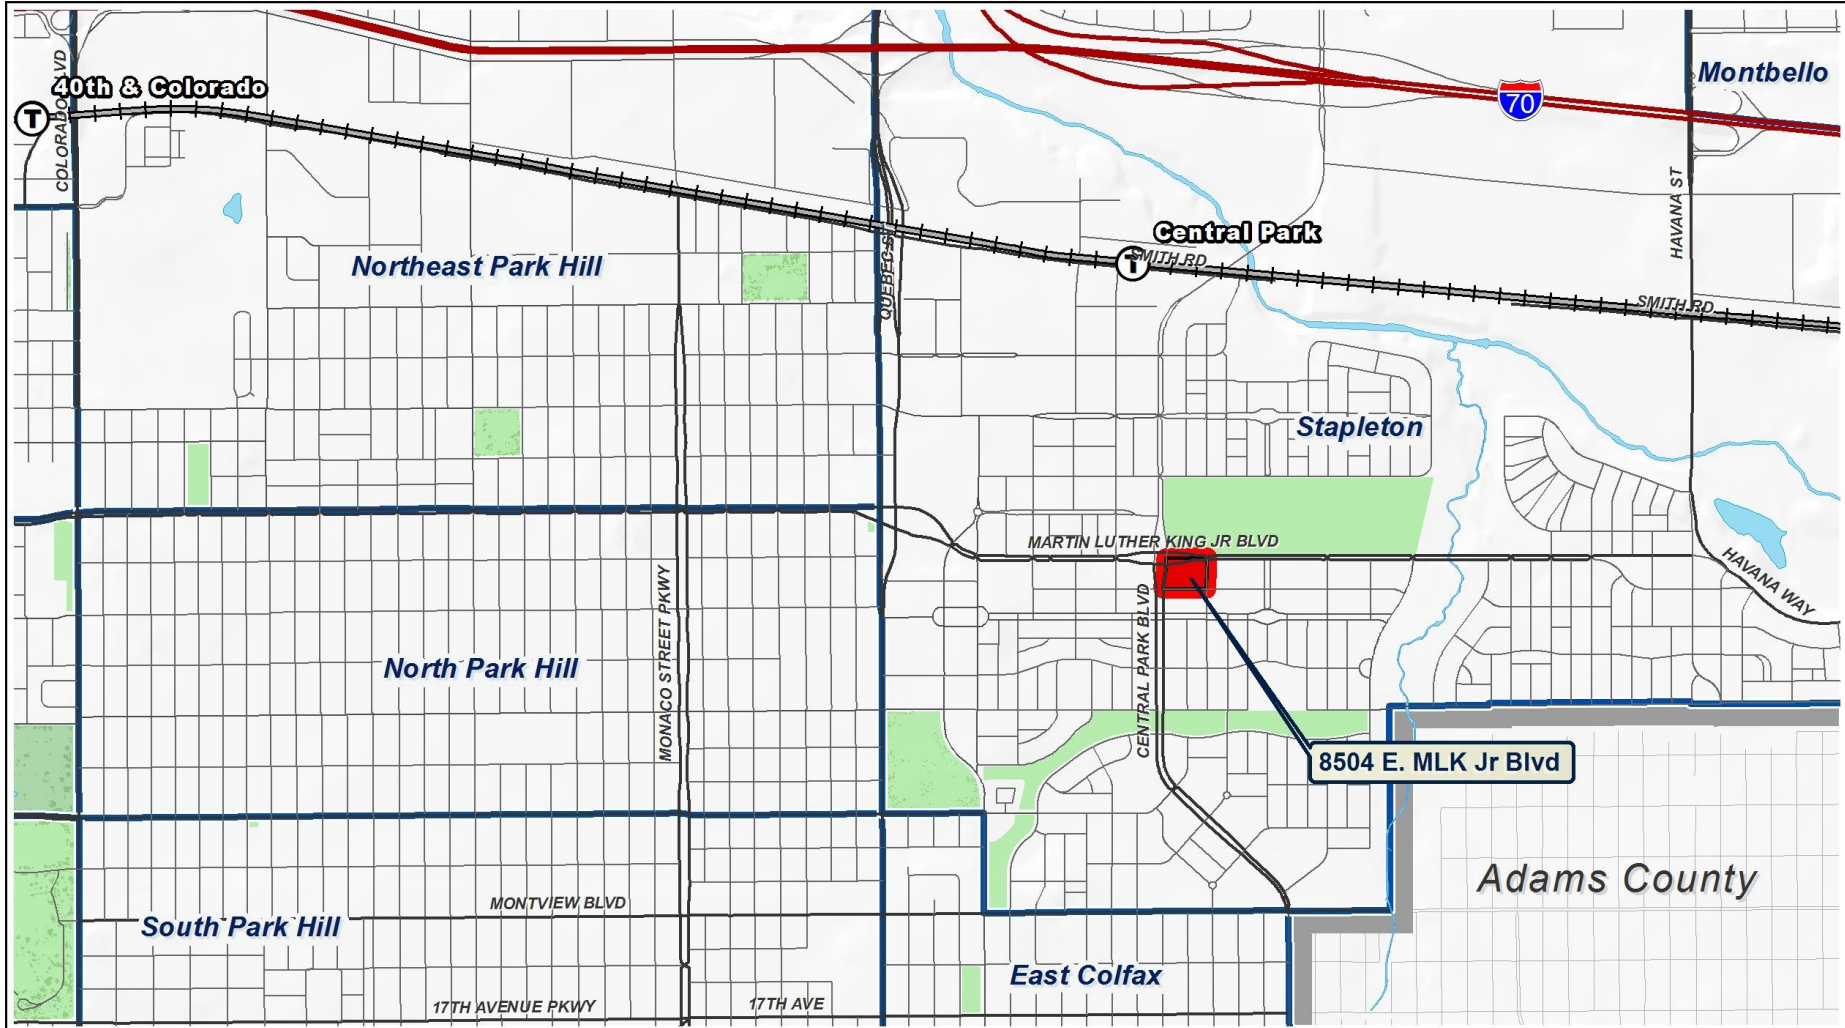 COLORADO BLVD
40th & Colorado
T
70
Montbello
HAVANA ST
Northeast Park Hill
QUEBEC ST
Central Park
T
SMITH RD
SMITH RD
Stapleton
MARTIN LUTHER KING JR BLVD
HAVANA WAY
MONACO STREET PKWY
CENTRAL PARK BLVD
North Park Hill
8504 E. MLK Jr Blvd
Adams County
MONTVIEW BLVD
South Park Hill
East Colfax
17TH AVENUE PKWY
17TH AVE